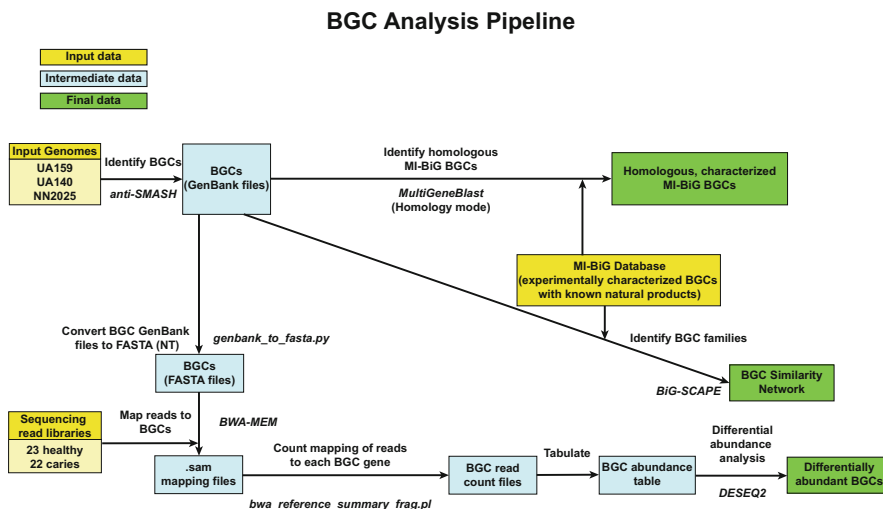 BGC Analysis Pipeline
Input data
Intermediate data
Final data
Input Genomes
UA159
UA140
NN2025
Identify BGCs
anti-SMASH
BGCs
(GenBank files)
Identify homologous
MI-BiG BGCs
MultiGeneBlast
(Homology mode)
Homologous, characterized
MI-BiG BGCs
MI-BiG Database
(experimentally characterized BGCs
with known natural products)
Convert BGC GenBank
files to FASTA (NT)
genbank_to_fasta.py
Identify BGC families
BiG-SCAPE
BGC Similarity
Network
BGCs
(FASTA files)
Sequencing
read libraries
23 healthy
22 caries
Map reads to
BGCs
BWA-MEM
.sam
mapping files
Count mapping of reads
to each BGC gene
bwa_reference_summary_frag.pl
BGC read
count files
Tabulate
BGC abundance
table
Differential
abundance
analysis
DESEQ2
Differentially
abundant BGCs